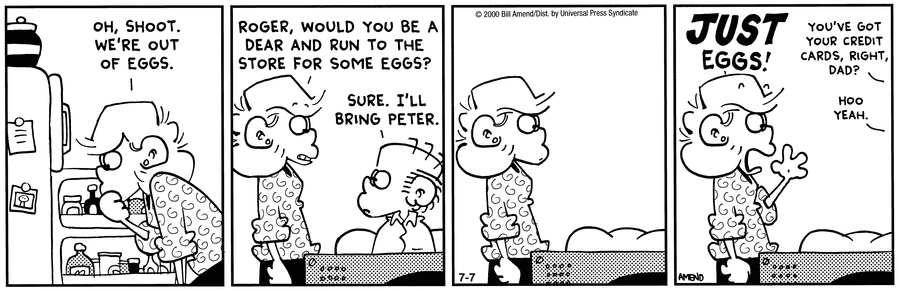 OH, SHOOT.
WE'RE OUT
OF EGGS.
ROGER, WOULD YOU BE A
DEAR AND RUN TO THE
STORE FOR SOME EGGS?
SURE. I'LL
BRING PETER.
© 2000 Bill Amend/Dist. by Universal Press Syndicate
7-7
JUST
EGGS!
YOU'VE GOT
YOUR CREDIT
CARDS, RIGHT,
DAD?
HOO
YEAH.
AMEND